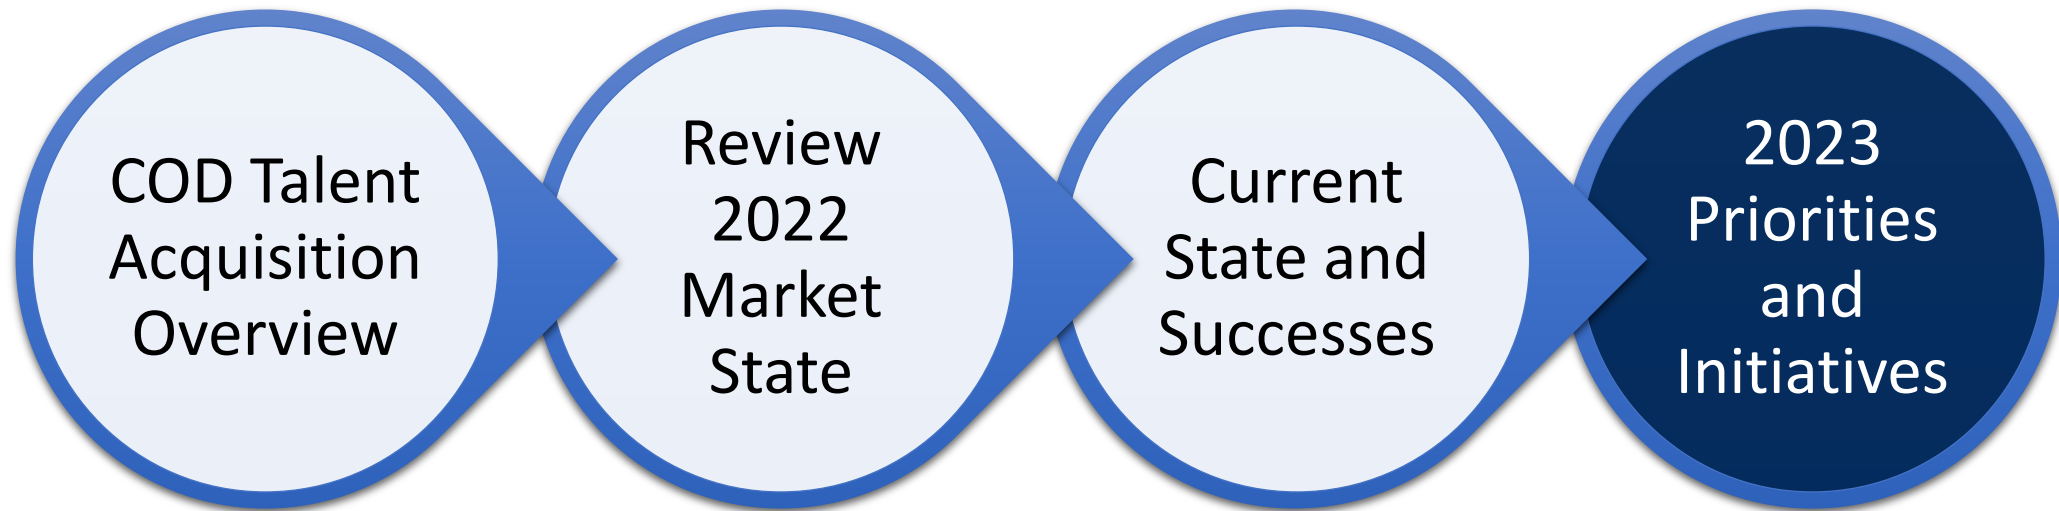 COD Talent
Acquisition
Overview
Review
2022
Market
State
Current
State and
Successes
2023
Priorities
and
Initiatives